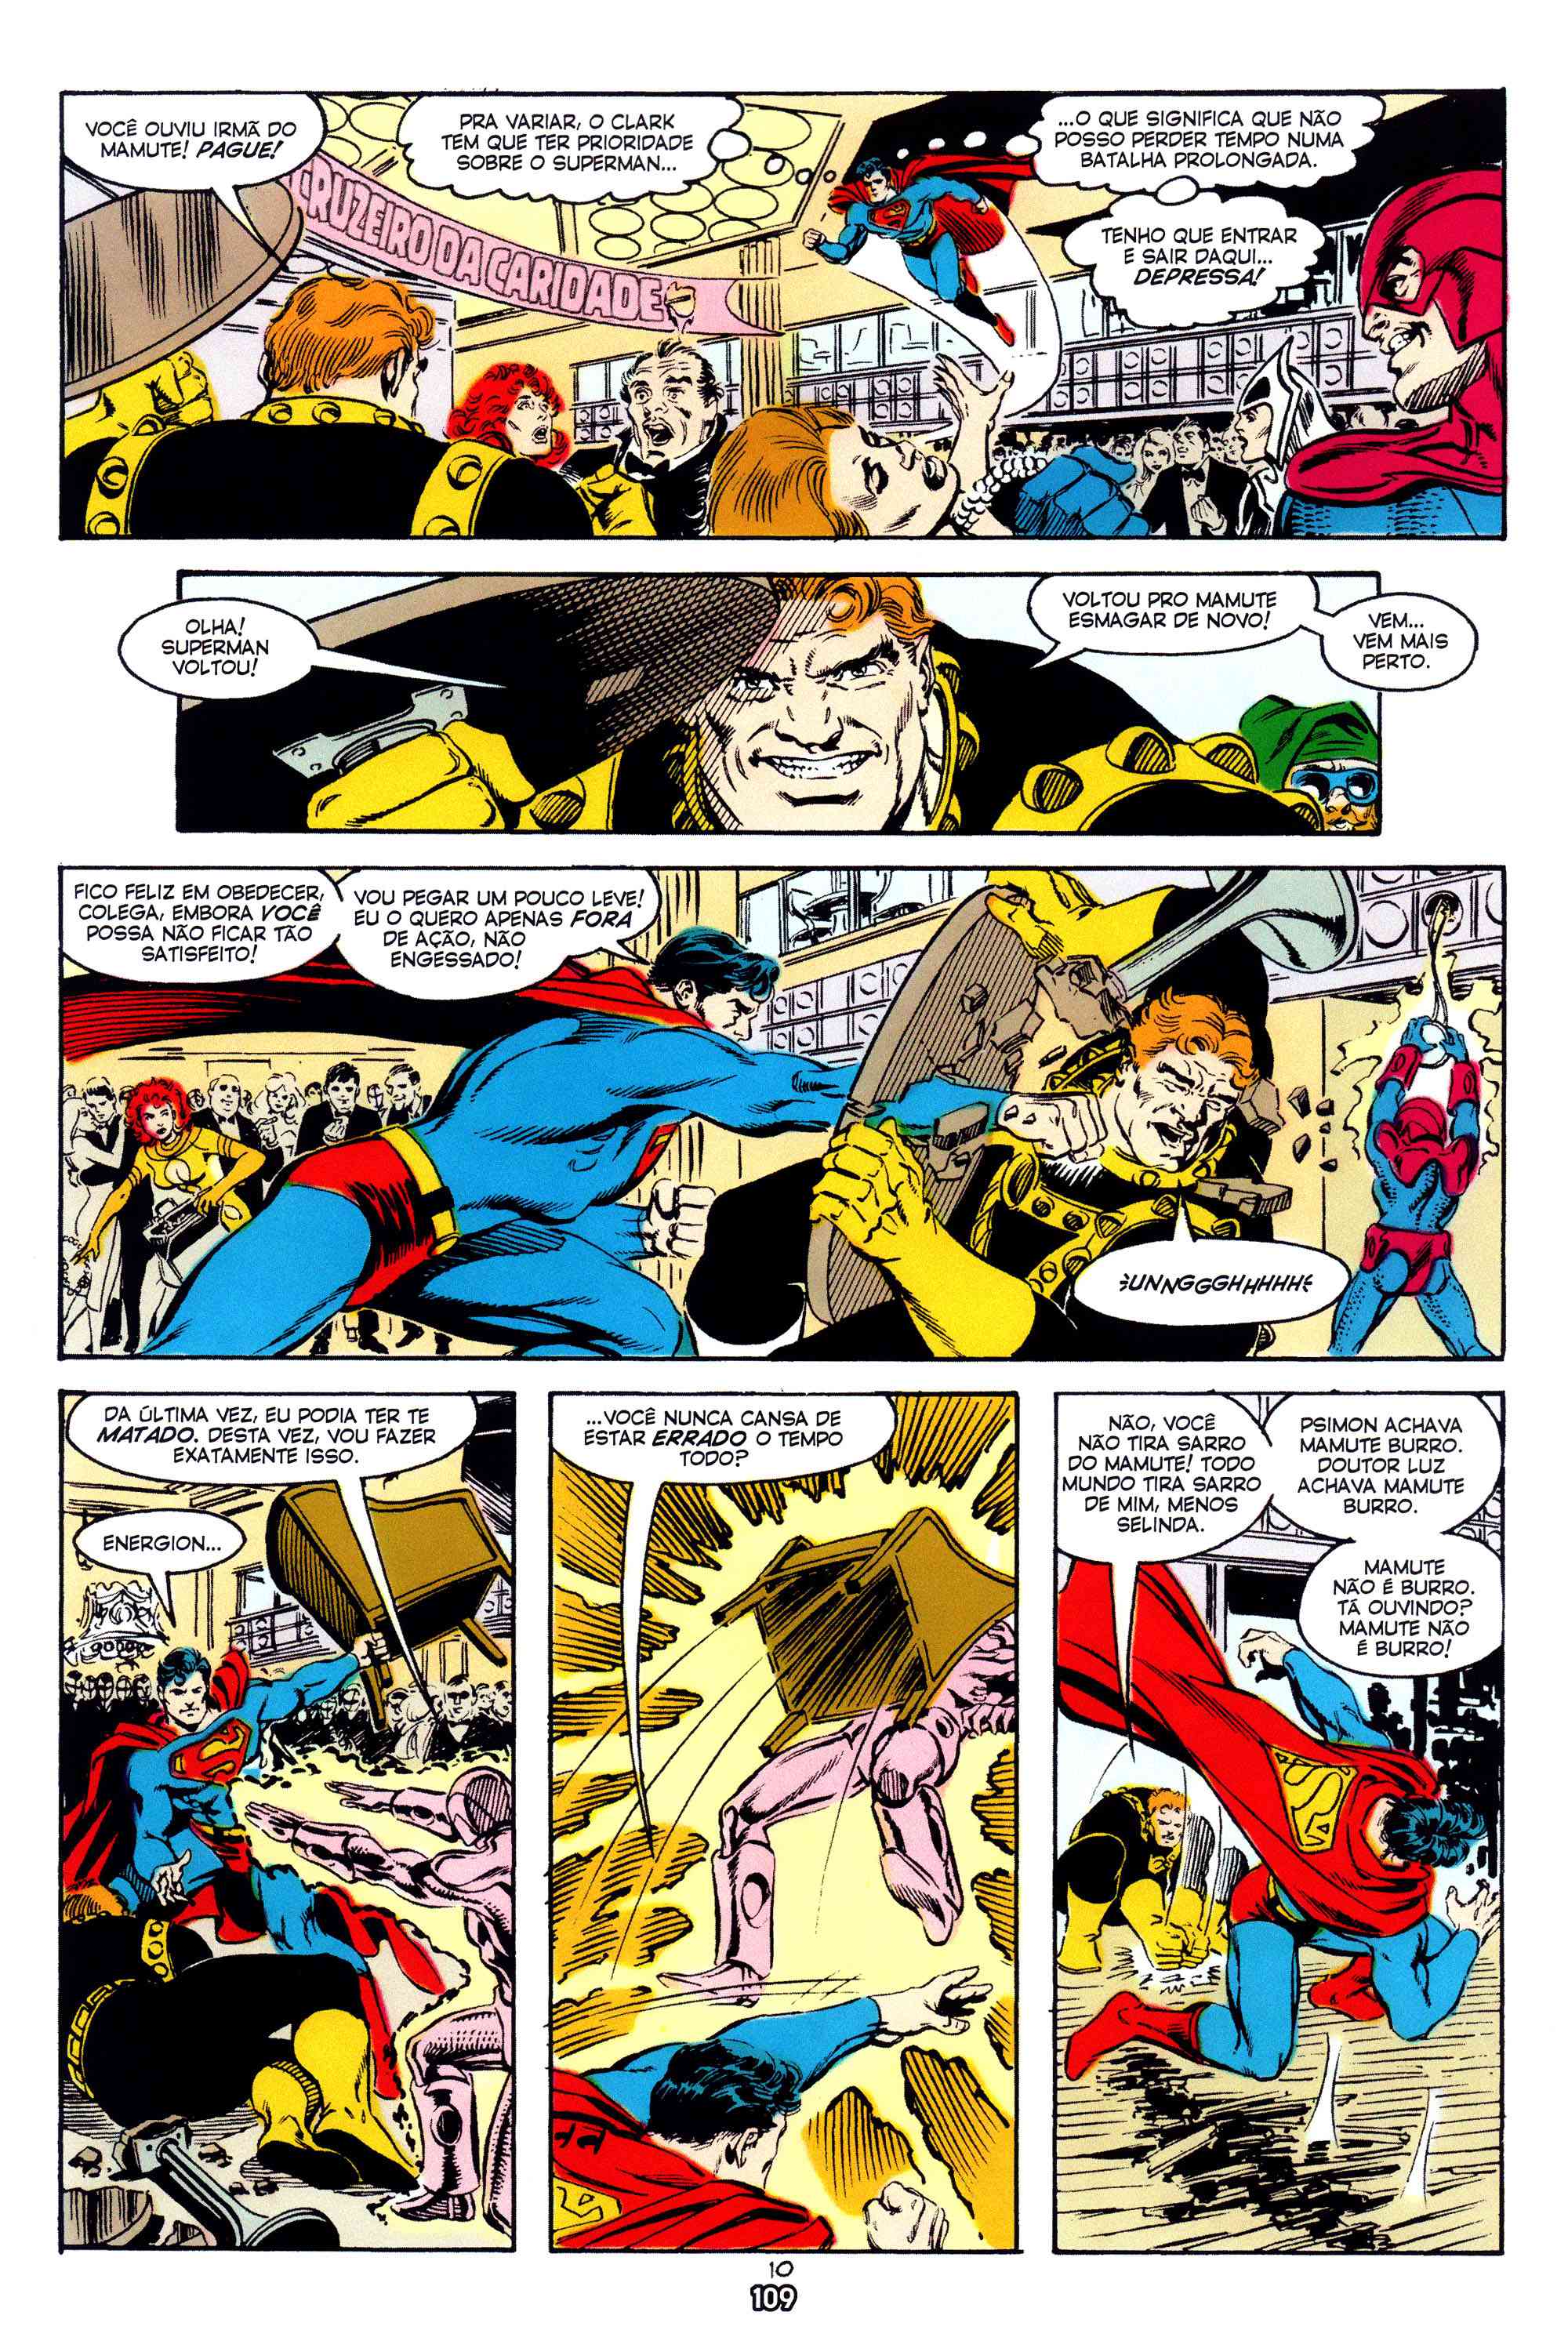 VOCÊ OUVIU IRMÃ DO
MAMUTE! PAGUE!
PRA VARIAR, O CLARK
TEM QUE TER PRIORIDADE
SOBRE O SUPERMAN...
...O QUE SIGNIFICA QUE NÃO
POSSO PERDER TEMPO NUMA
BATALHA PROLONGADA.
TENHO QUE ENTRAR
E SAIR DAQUI...
DEPRESSA!
CRUZEIRO DA CARIDADE
OLHA!
SUPERMAN
VOLTOU!
VOLTOU PRO MAMUTE
ESMAGAR DE NOVO!
VEM...
VEM MAIS
PERTO.
FICO FELIZ EM OBEDECER,
COLEGA, EMBORA VOCÊ
POSSA NÃO FICAR TÃO
SATISFEITO!
VOU PEGAR UM POUCO LEVE!
EU O QUERO APENAS FORA
DE AÇÃO, NÃO
ENGESSADO!
UNNGGGHHHHH
DA ÚLTIMA VEZ, EU PODIA TER TE
MATADO. DESTA VEZ, VOU FAZER
EXATAMENTE ISSO.
ENERGION...
...VOCÊ NUNCA CANSA DE
ESTAR ERRADO O TEMPO
TODO?
NÃO, VOCÊ
NÃO TIRA SARRO
DO MAMUTE! TODO
MUNDO TIRA SARRO
DE MIM, MENOS
SELINDA.
PSIMON ACHAVA
MAMUTE BURRO.
DOUTOR LUZ
ACHAVA MAMUTE
BURRO.
MAMUTE
NÃO É BURRO.
TÁ OUVINDO?
MAMUTE NÃO
É BURRO!
10
109